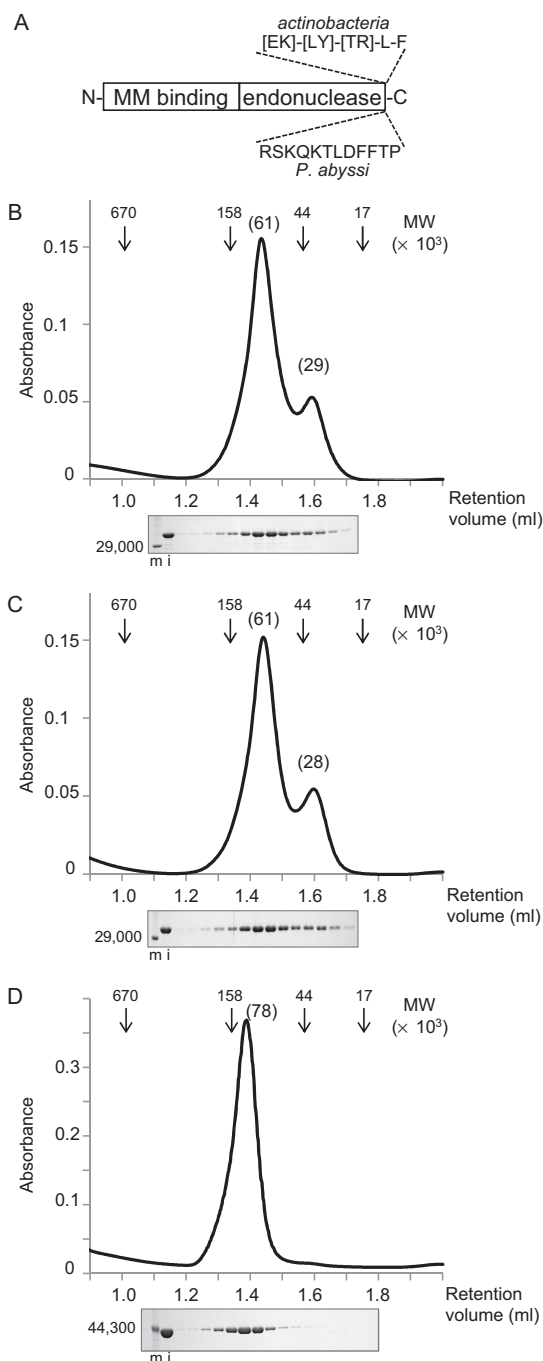 A
actinobacteria
[EK]-[LY]-[TR]-L-F
N- MM binding endonuclease -C
RSKQKTLDFFTP
P. abyssi
B
670 158 (61) 44 17 MW
(× 10³)
0.15
(29)
0.1
Absorbance
0.05
0
1.0 1.2 1.4 1.6 1.8 Retention
volume (ml)
29,000
m i
C
670 158 (61) 44 17 MW
(× 10³)
0.15
0.1
(28)
Absorbance
0.05
0
1.0 1.2 1.4 1.6 1.8 Retention
volume (ml)
29,000
m i
D
670 158 (78) 44 17 MW
(× 10³)
0.3
0.2
Absorbance
0.1
0
1.0 1.2 1.4 1.6 1.8 Retention
volume (ml)
44,300
m i